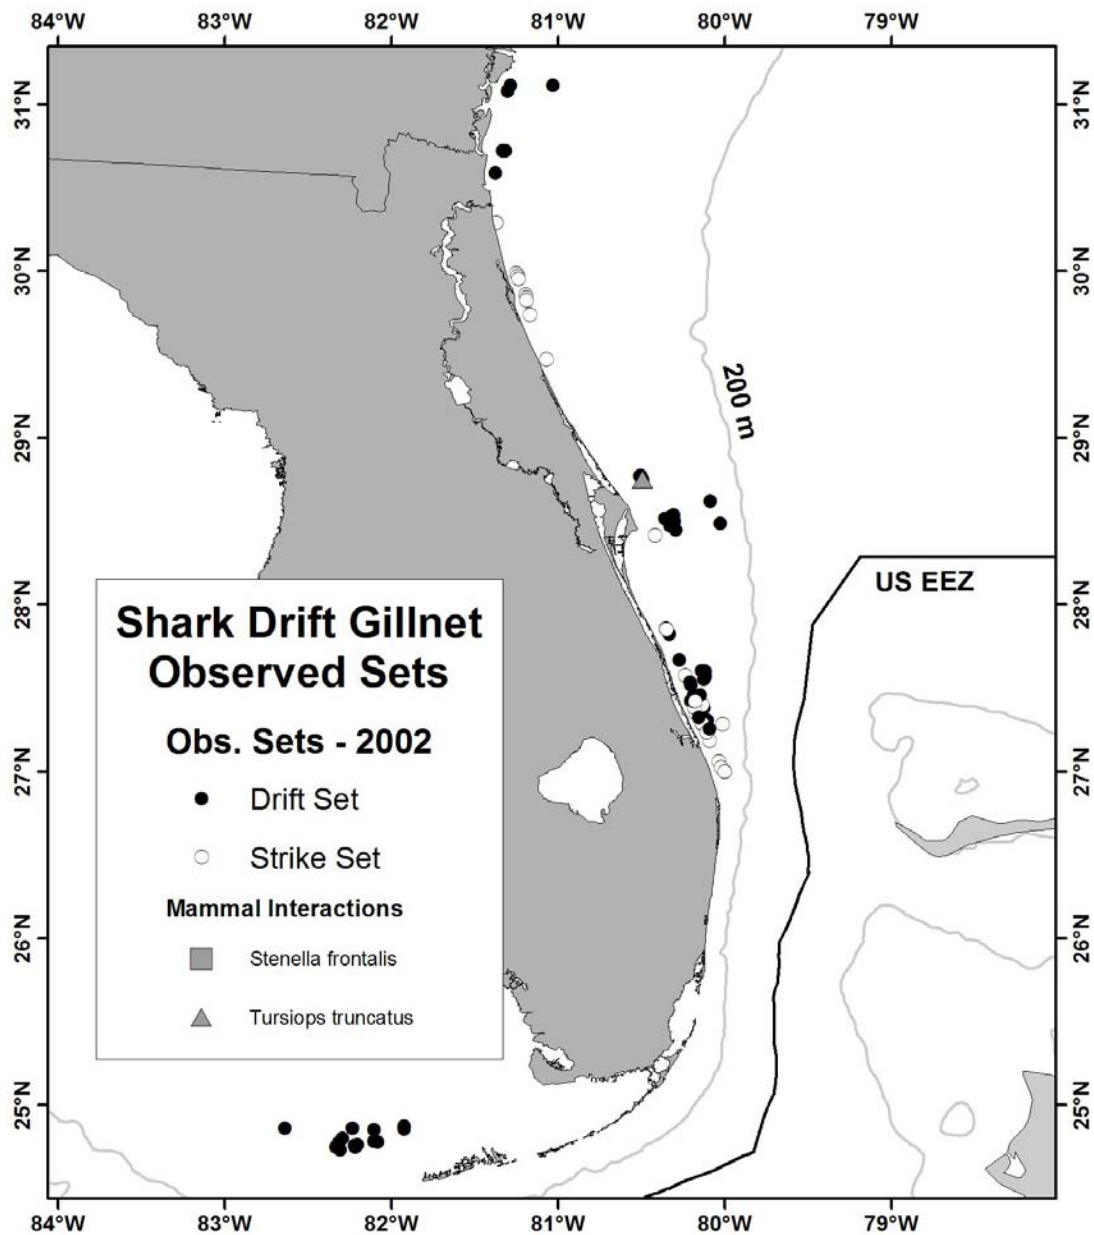 84°W 83°W 82°W 81°W 80°W 79°W
31°N 31°N
30°N 30°N
200 m
29°N 29°N
US EEZ
28°N 28°N
Shark Drift Gillnet
Observed Sets
Obs. Sets - 2002
Drift Set
Strike Set
Mammal Interactions
Stenella frontalis
Tursiops truncatus
27°N 27°N
26°N 26°N
25°N 25°N
84°W 83°W 82°W 81°W 80°W 79°W